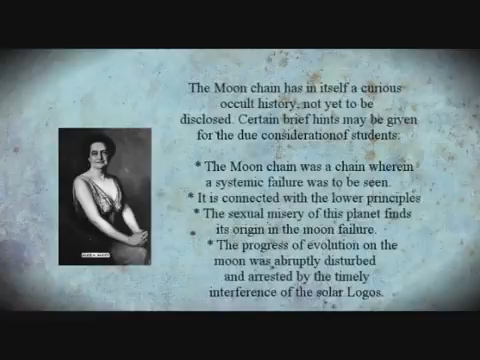 The Moon chain has in itself a curious
occult history, not yet to be
disclosed. Certain brief hints may be given
for the due considerationof students:
* The Moon chain was a chain wherein
a systemic failure was to be seen.
* It is connected with the lower principles
* The sexual misery of this planet finds
its origin in the moon failure.
* The progress of evolution on the
moon was abruptly disturbed
and arrested by the timely
interference of the solar Logos.